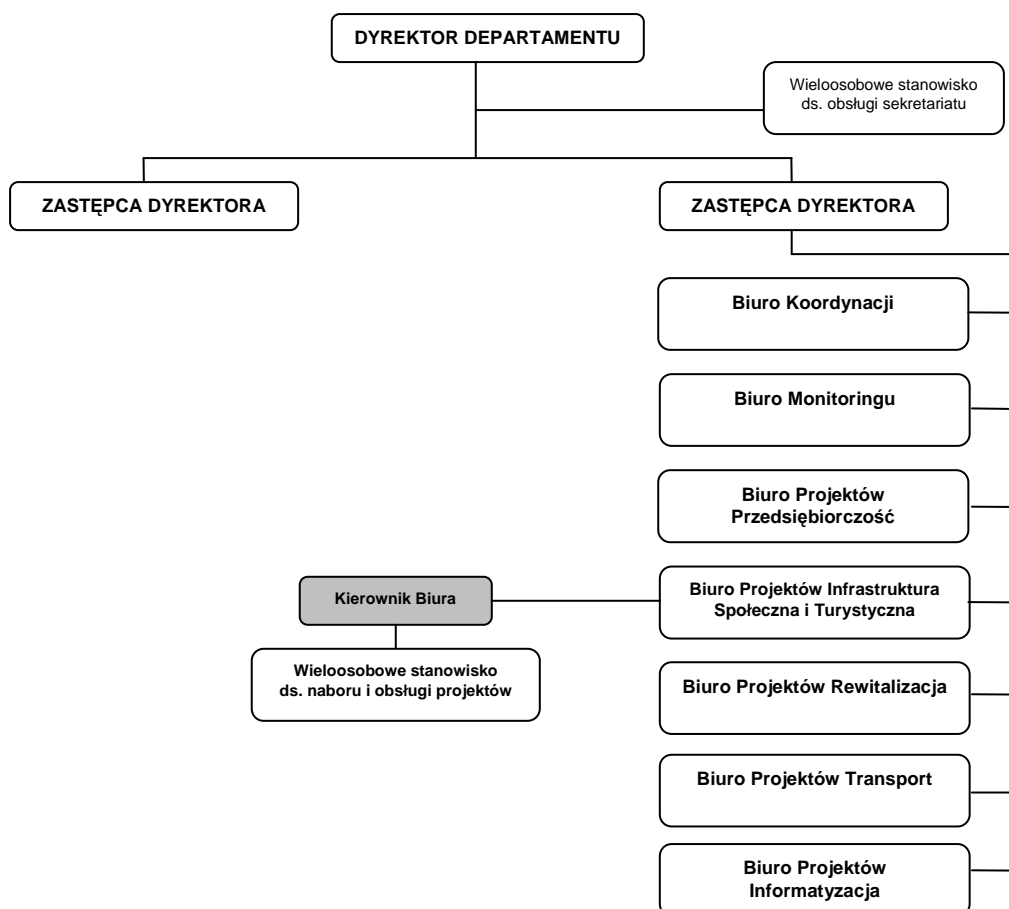 DYREKTOR DEPARTAMENTU
Wieloosobowe stanowisko
ds. obsługi sekretariatu
ZASTĘPCA DYREKTORA
ZASTĘPCA DYREKTORA
Biuro Koordynacji
Biuro Monitoringu
Biuro Projektów
Przedsiębiorczość
Kierownik Biura
Biuro Projektów Infrastruktura
Społeczna i Turystyczna
Wieloosobowe stanowisko
ds. naboru i obsługi projektów
Biuro Projektów Rewitalizacja
Biuro Projektów Transport
Biuro Projektów
Informatyzacja